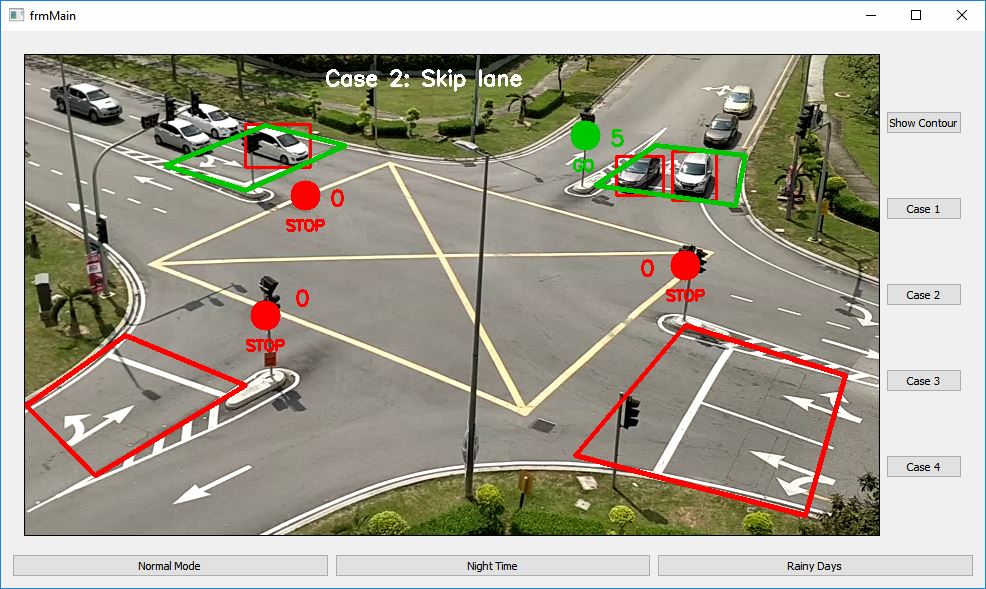 frmMain
Case 2: Skip lane
Show Contour
5
GO
0
STOP
Case 1
0
STOP
0
STOP
Case 2
Case 3
Case 4
Normal Mode
Night Time
Rainy Days